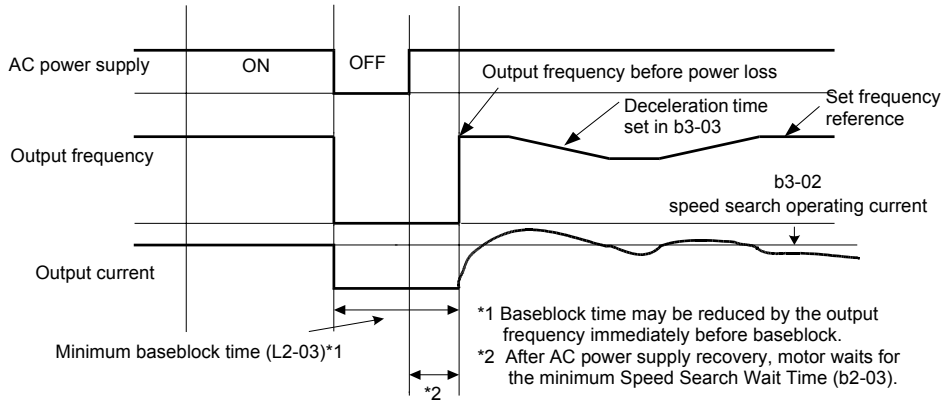 AC power supply
ON
OFF
Output frequency before power loss
Deceleration time
set in b3-03
Set frequency
reference
Output frequency
b3-02
speed search operating current
Output current
*1 Baseblock time may be reduced by the output
frequency immediately before baseblock.
Minimum baseblock time (L2-03)*1
*2 After AC power supply recovery, motor waits for
the minimum Speed Search Wait Time (b2-03).
*2